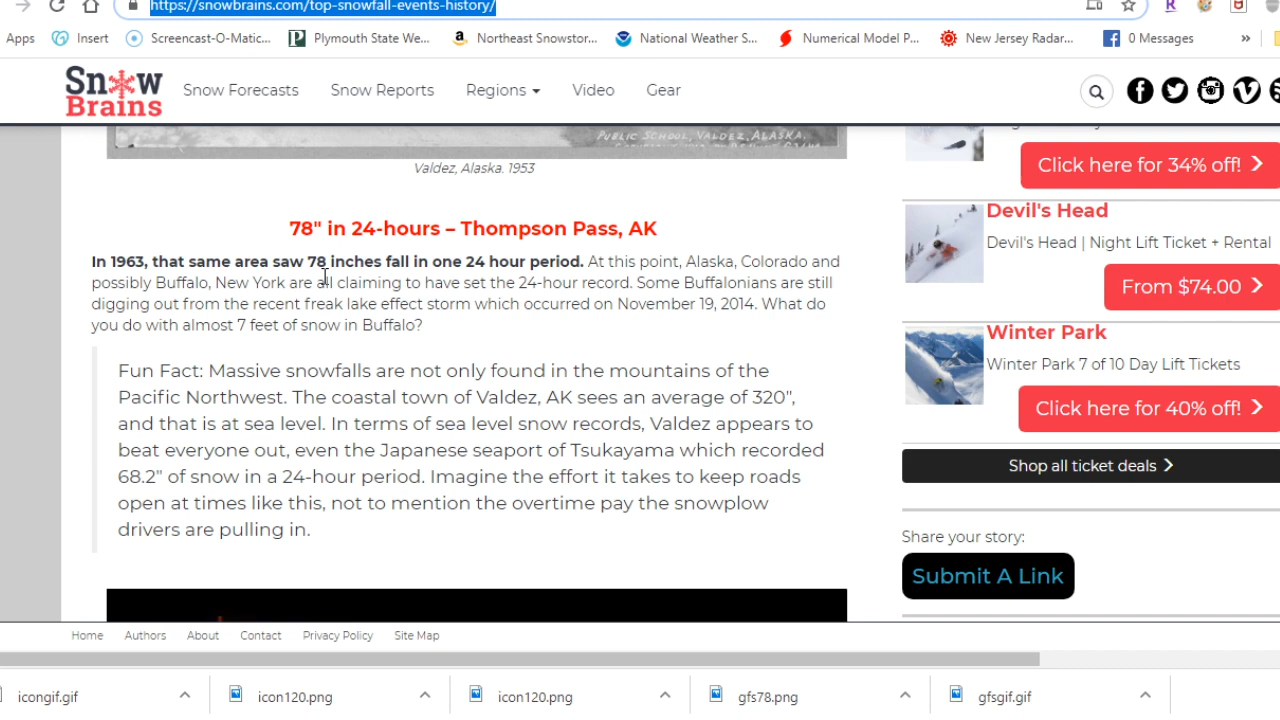 https://snowbrains.com/top-snowfall-events-history/
Apps Insert Screencast-O-Matic... Plymouth State We... Northeast Snowstor... National Weather S... Numerical Model P... New Jersey Radar... 0 Messages »
Snow Brains
Snow Forecasts Snow Reports Regions Video Gear
PUBLIC SCHOOL, VALDEZ, ALASKA.
Valdez, Alaska. 1953
78" in 24-hours – Thompson Pass, AK
In 1963, that same area saw 78 inches fall in one 24 hour period. At this point, Alaska, Colorado and
possibly Buffalo, New York are all claiming to have set the 24-hour record. Some Buffalonians are still
digging out from the recent freak lake effect storm which occurred on November 19, 2014. What do
you do with almost 7 feet of snow in Buffalo?
Fun Fact: Massive snowfalls are not only found in the mountains of the
Pacific Northwest. The coastal town of Valdez, AK sees an average of 320",
and that is at sea level. In terms of sea level snow records, Valdez appears to
beat everyone out, even the Japanese seaport of Tsukayama which recorded
68.2" of snow in a 24-hour period. Imagine the effort it takes to keep roads
open at times like this, not to mention the overtime pay the snowplow
drivers are pulling in.
Click here for 34% off!
Devil's Head
Devil's Head | Night Lift Ticket + Rental
From $74.00
Winter Park
Winter Park 7 of 10 Day Lift Tickets
Click here for 40% off!
Shop all ticket deals
Share your story:
Submit A Link
Home Authors About Contact Privacy Policy Site Map
icongif.gif icon120.png icon120.png gfs78.png gfsgif.gif